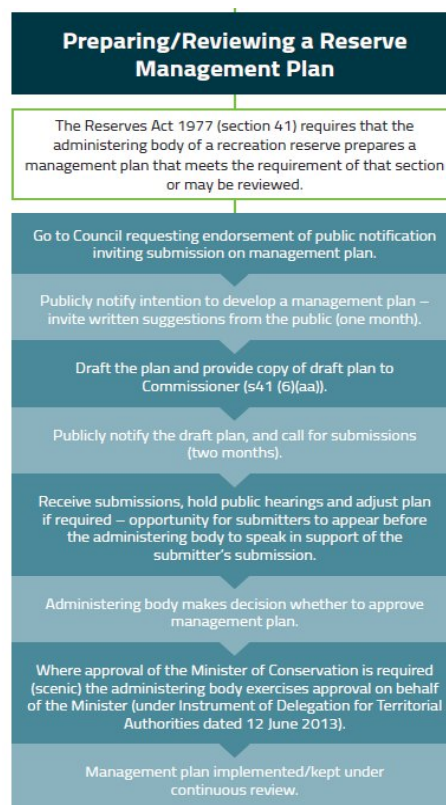 Preparing/Reviewing a Reserve
Management Plan
The Reserves Act 1977 (section 41) requires that the
administering body of a recreation reserve prepares a
management plan that meets the requirement of that section
or may be reviewed.
Go to Council requesting endorsement of public notification
inviting submission on management plan.
Publicly notify intention to develop a management plan –
invite written suggestions from the public (one month).
Draft the plan and provide copy of draft plan to
Commissioner (s41 (6)(aa)).
Publicly notify the draft plan, and call for submissions
(two months).
Receive submissions, hold public hearings and adjust plan
if required – opportunity for submitters to appear before
the administering body to speak in support of the
submitter's submission.
Administering body makes decision whether to approve
management plan.
Where approval of the Minister of Conservation is required
(scenic) the administering body exercises approval on behalf
of the Minister (under Instrument of Delegation for Territorial
Authorities dated 12 June 2013).
Management plan implemented/kept under
continuous review.